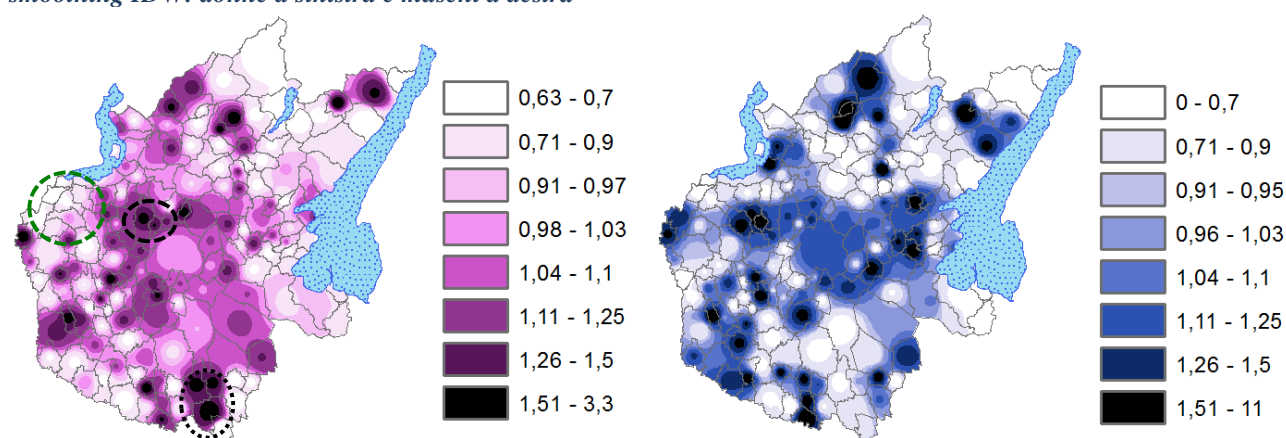 smoothing IDW: donne a sinistra e maschi a destra
0,63 - 0,7
0,71 - 0,9
0,91 - 0,97
0,98 - 1,03
1,04 - 1,1
1,11 - 1,25
1,26 - 1,5
1,51 - 3,3
0 - 0,7
0,71 - 0,9
0,91 - 0,95
0,96 - 1,03
1,04 - 1,1
1,11 - 1,25
1,26 - 1,5
1,51 - 11